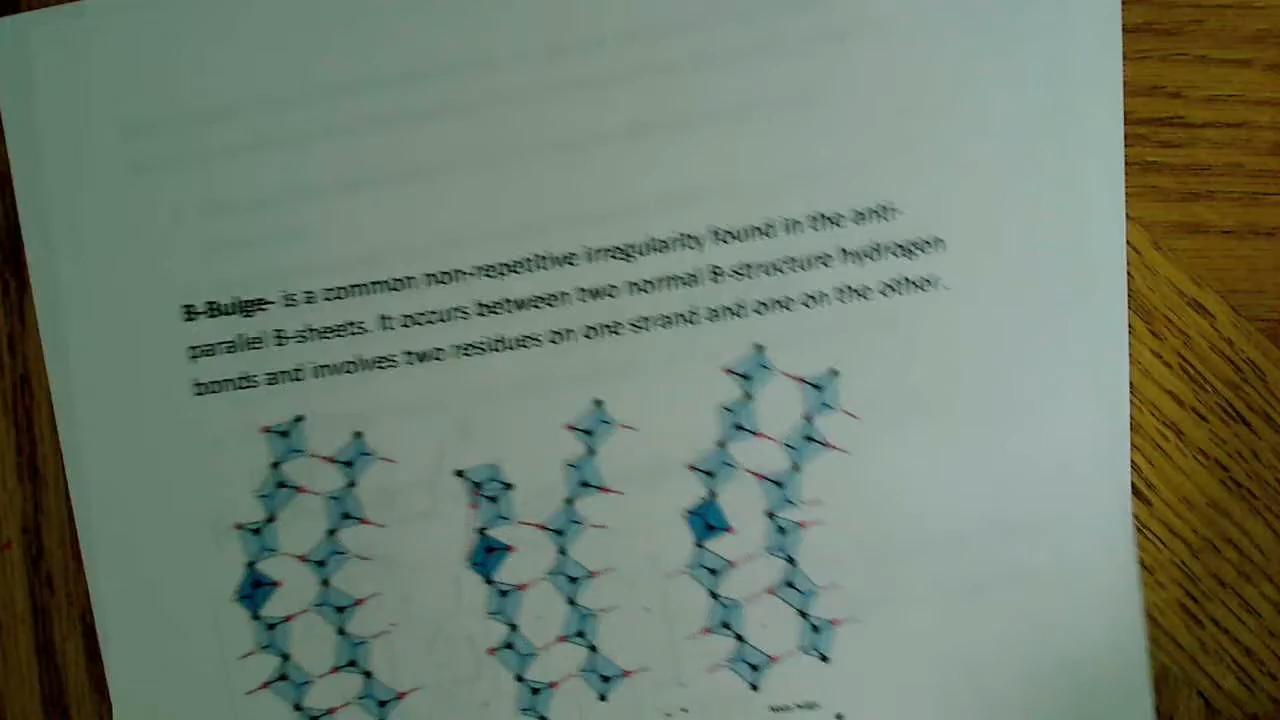 B-Bulge- is a common non-repetitive irregularity found in the anti-
parallel B-sheets. It occurs between two normal B-structure hydrogen
bonds and involves two residues on one strand and one on the other.